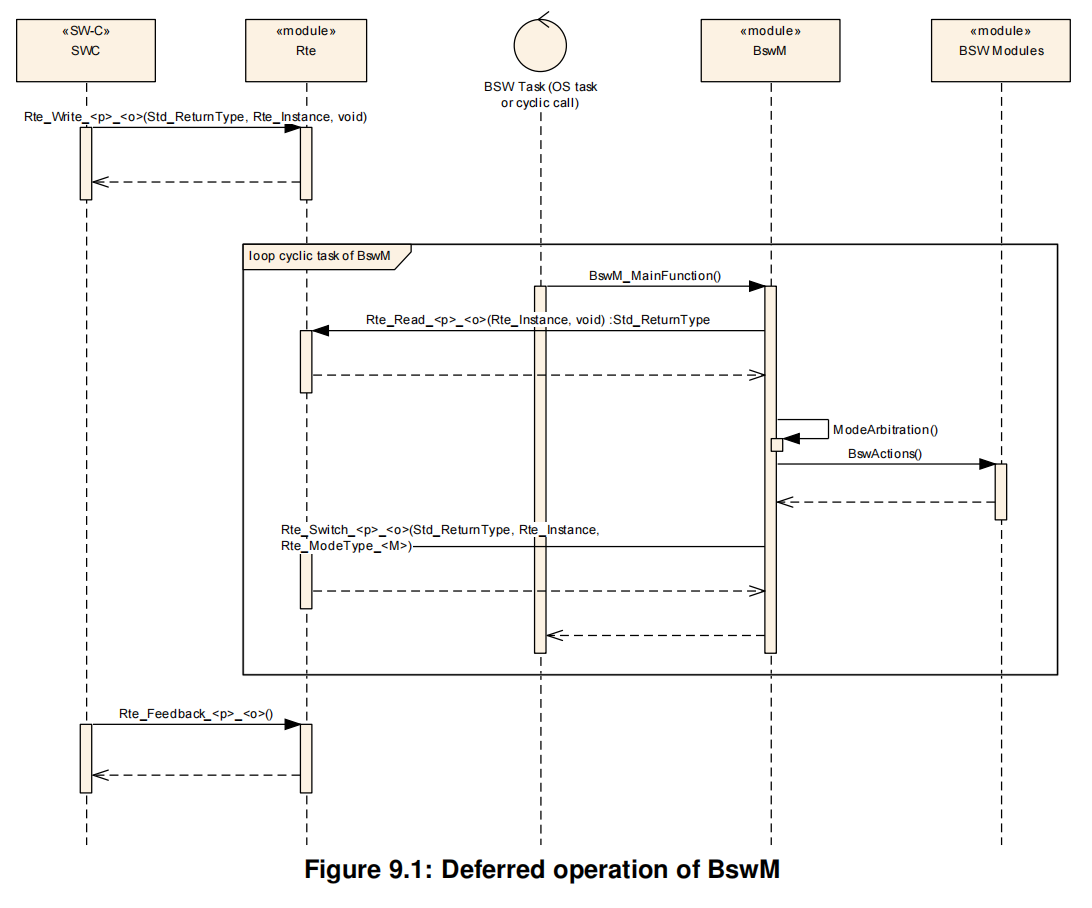 «SW-C»
SWC
«module»
Rte
BSW Task (OS task
or cyclic call)
«module»
BswM
«module»
BSW Modules
Rte_Write_<p>_<o>(Std_ReturnType, Rte_Instance, void)
loop cyclic task of BswM
BswM_MainFunction()
Rte_Read_<p>_<o>(Rte_Instance, void) :Std_ReturnType
ModeArbitration()
BswActions()
Rte_Switch_<p>_<o>(Std_ReturnType, Rte_Instance,
Rte_ModeType_<M>)
Rte_Feedback_<p>_<o>()
Figure 9.1: Deferred operation of BswM